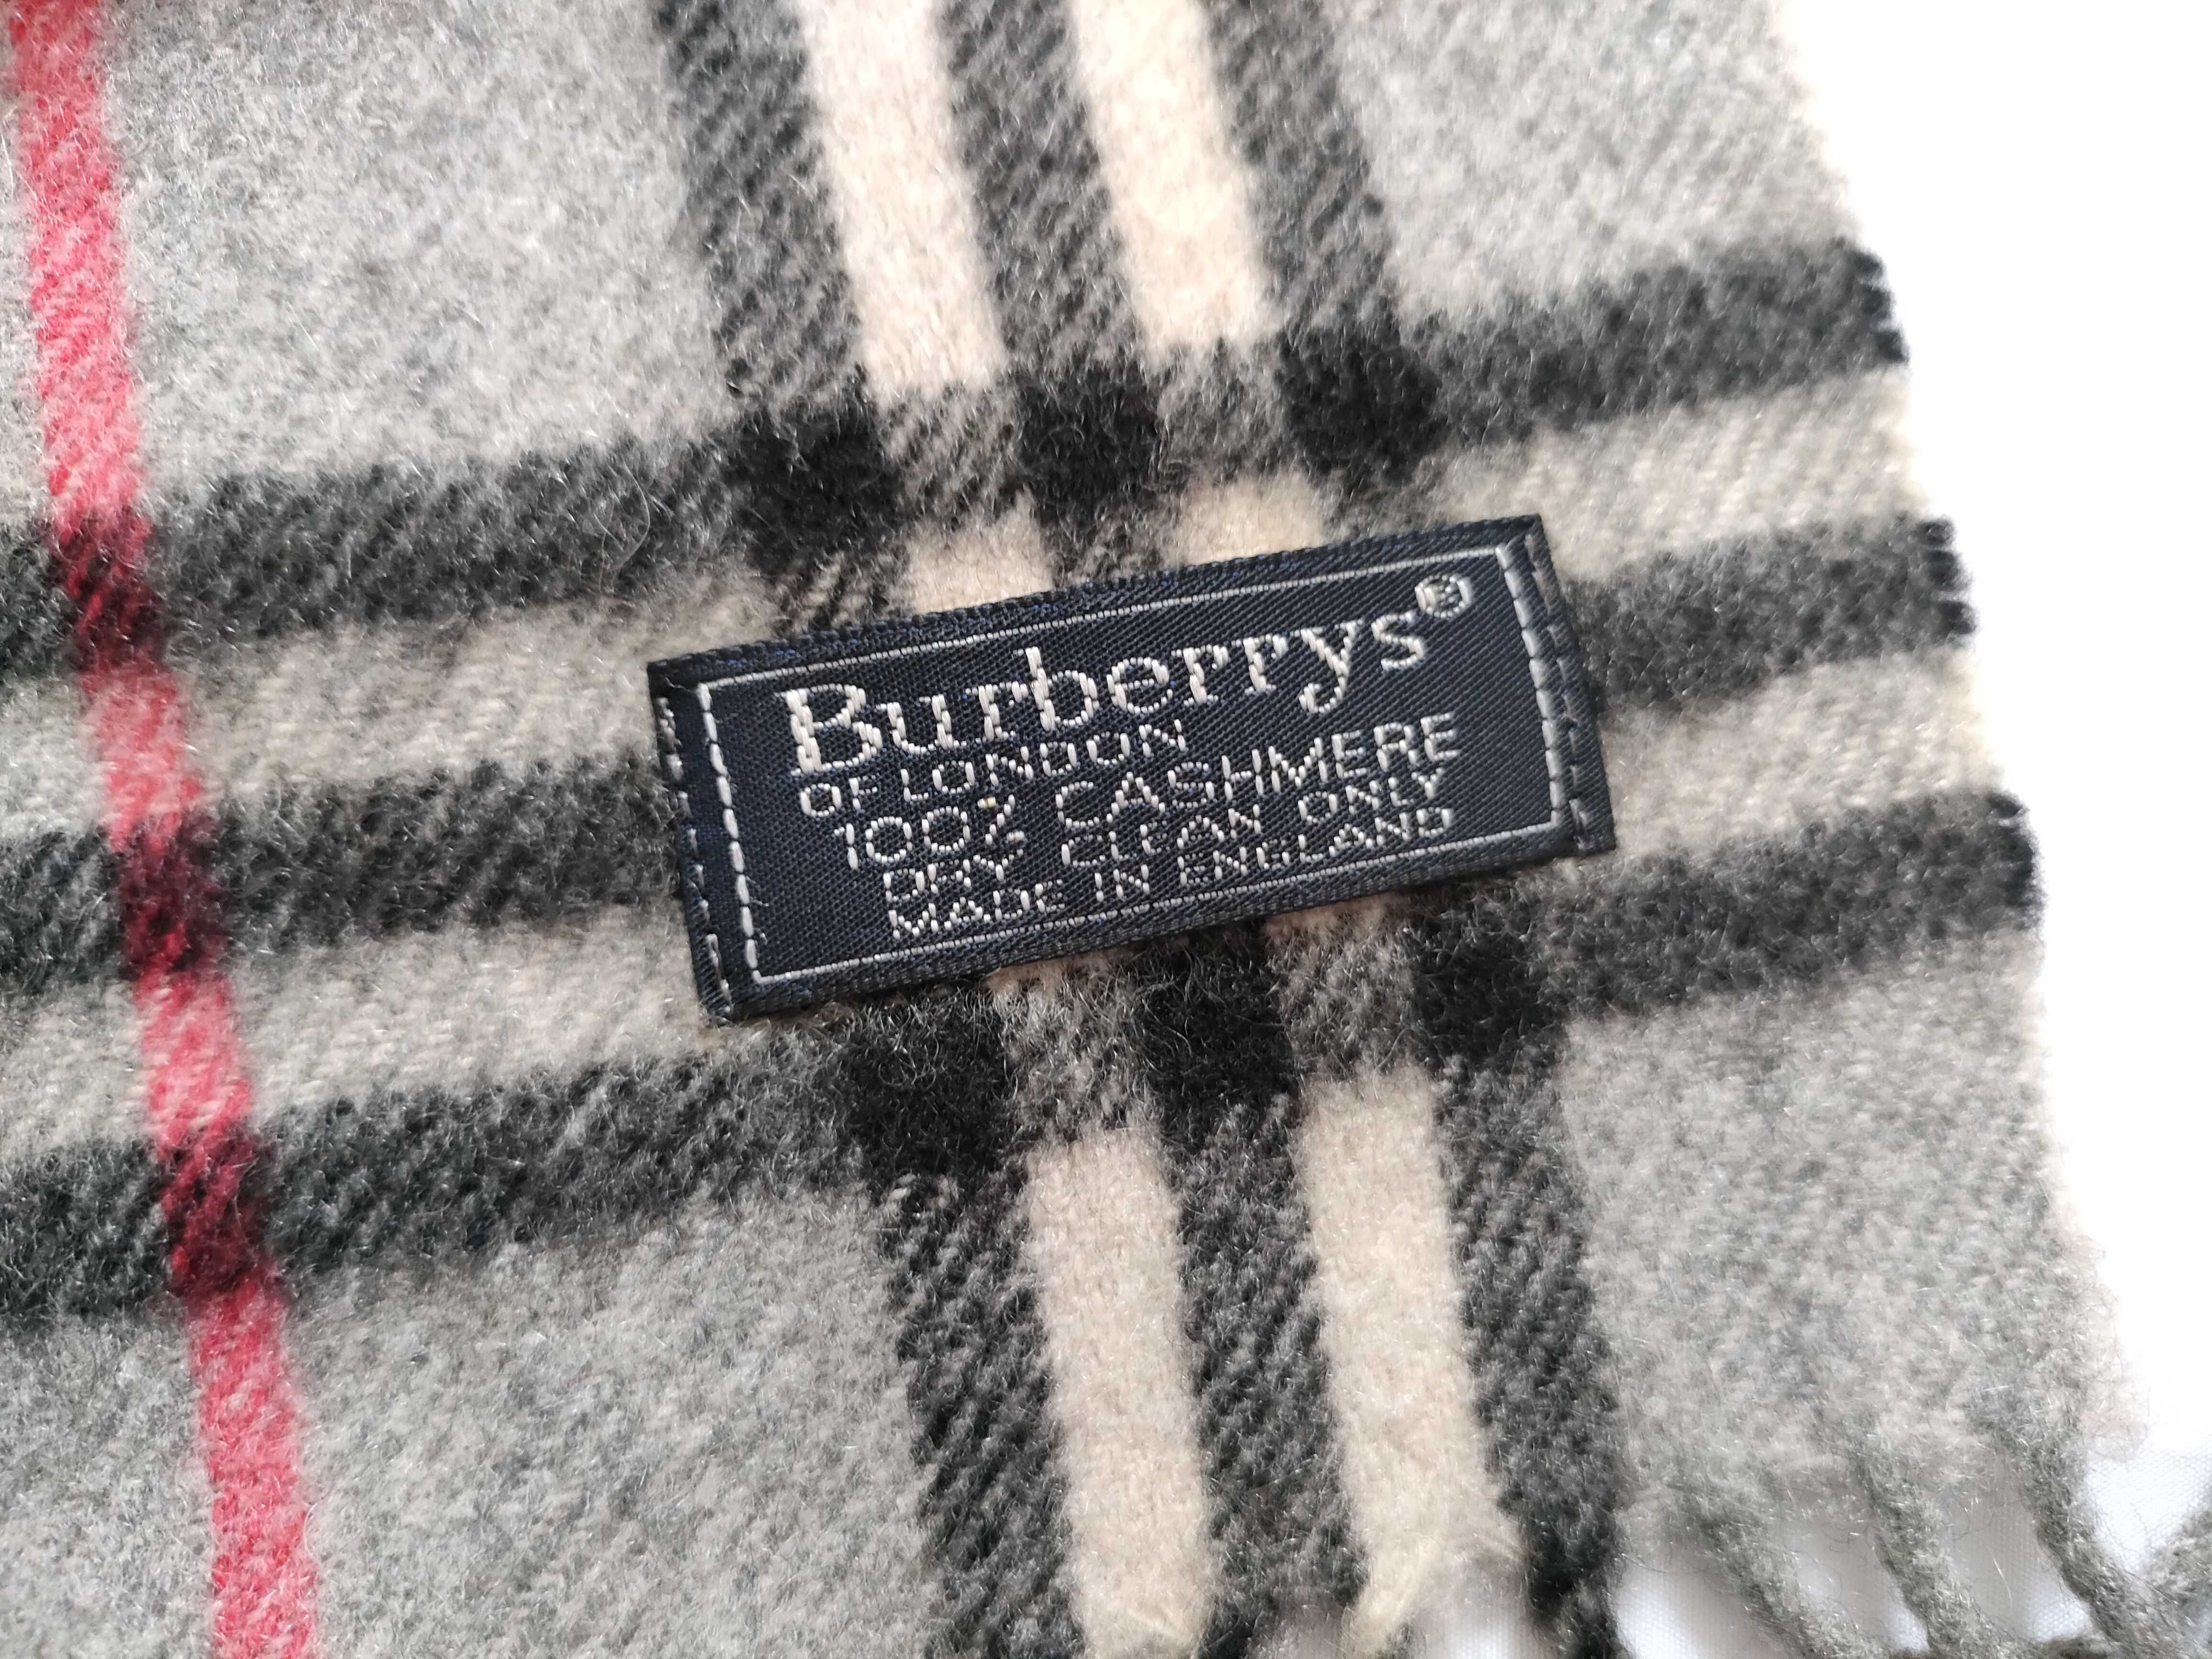 Burberrys®
OF LONDON
100% CASHMERE
DRY CLEAN ONLY
MADE IN ENGLAND